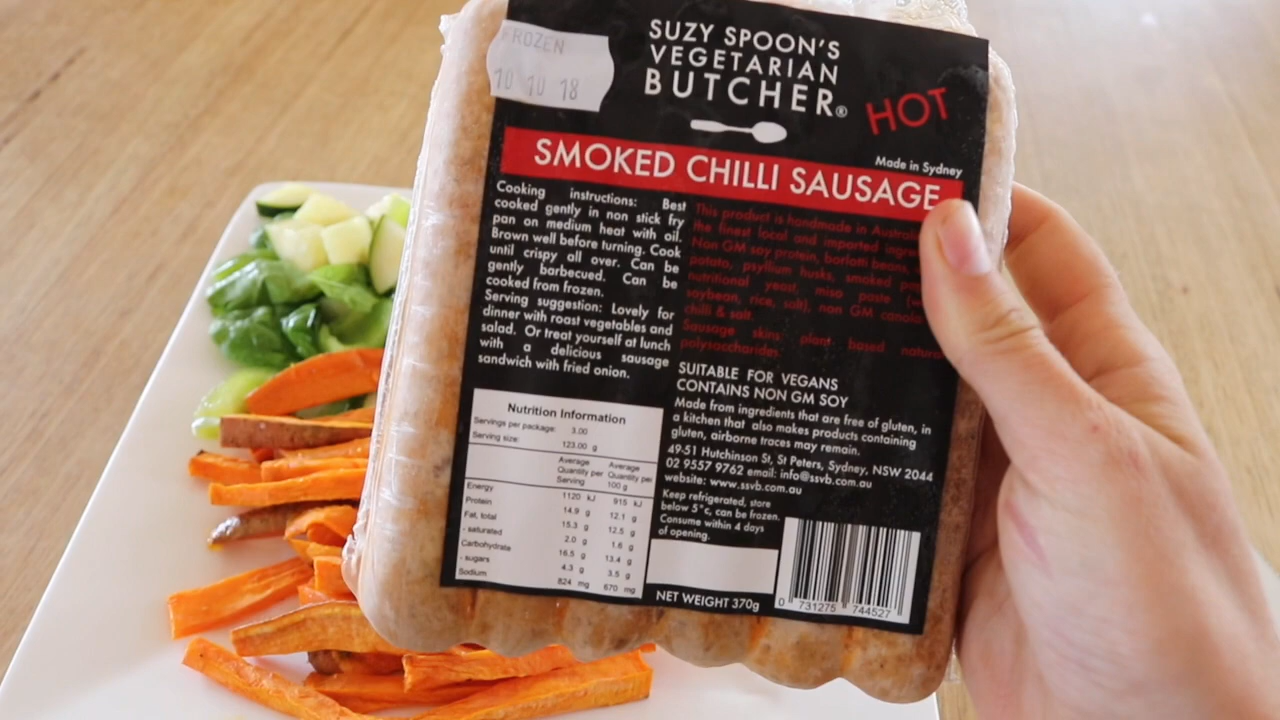 FROZEN
10 10 18
SUZY SPOON'S
VEGETARIAN
BUTCHER®
HOT
Made in Sydney
SMOKED CHILLI SAUSAGE
Cooking instructions: Best
cooked gently in non stick fry
pan on medium heat with oil.
Brown well before turning. Cook
until crispy all over. Can be
gently barbecued. Can be
cooked from frozen.
Serving suggestion: Lovely for
dinner with roast vegetables and
salad. Or treat yourself at lunch
with a delicious sausage
sandwich with fried onion.
This product is handmade in
the finest local and imported
Non GM soy protein, borlotti beans,
potato, psyllium husks, smoked
nutritional yeast, miso paste
soybean, rice, salt), non GM
chilli & salt.
Sausage skins: plant based
polysaccharides.
SUITABLE FOR VEGANS
CONTAINS NON GM SOY
Made from ingredients that are free of gluten, in
a kitchen that also makes products containing
gluten, airborne traces may remain.
49-51 Hutchinson St, St Peters, Sydney, NSW 2044
02 9557 9762 email: info@ssvb.com.au
website: www.ssvb.com.au
Keep refrigerated, store
below 5°c, can be frozen.
Consume within 4 days
of opening.
Nutrition Information
Servings per package: 3.00
Serving size: 123.00 g
Average Quantity per Serving Average Quantity per 100 g
Energy 1120 kJ 915 kJ
Protein 14.9 g 12.1 g
Fat, total 15.3 g 12.5 g
- saturated 2.0 g 1.6 g
Carbohydrate 16.5 g 13.4 g
- sugars 4.3 g 3.5 g
Sodium 824 mg 670 mg
NET WEIGHT 370g
0 731275 744527